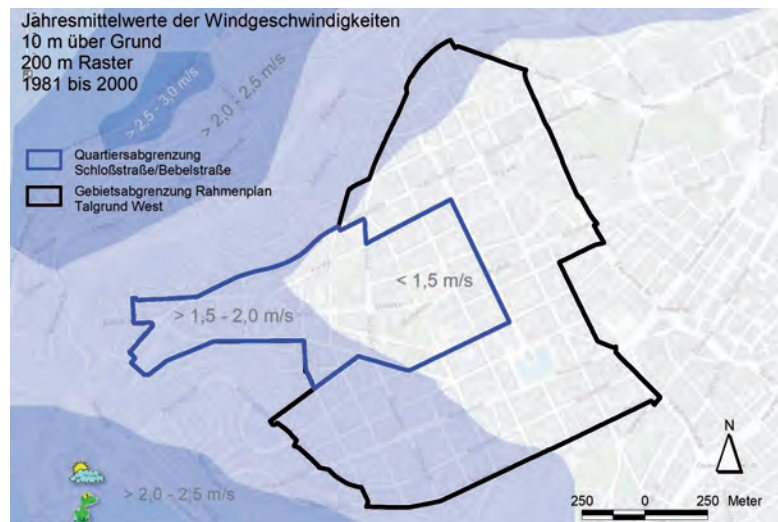 Jahresmittelwerte der Windgeschwindigkeiten
10 m über Grund
200 m Raster
1981 bis 2000
> 2,5 - 3,0 m/s
> 2,0 - 2,5 m/s
Quartiersabgrenzung
Schloßstraße/Bebelstraße
Gebietsabgrenzung Rahmenplan
Talgrund West
< 1,5 m/s
> 1,5 - 2,0 m/s
> 2,0 - 2,5 m/s
N
250 0 250 Meter